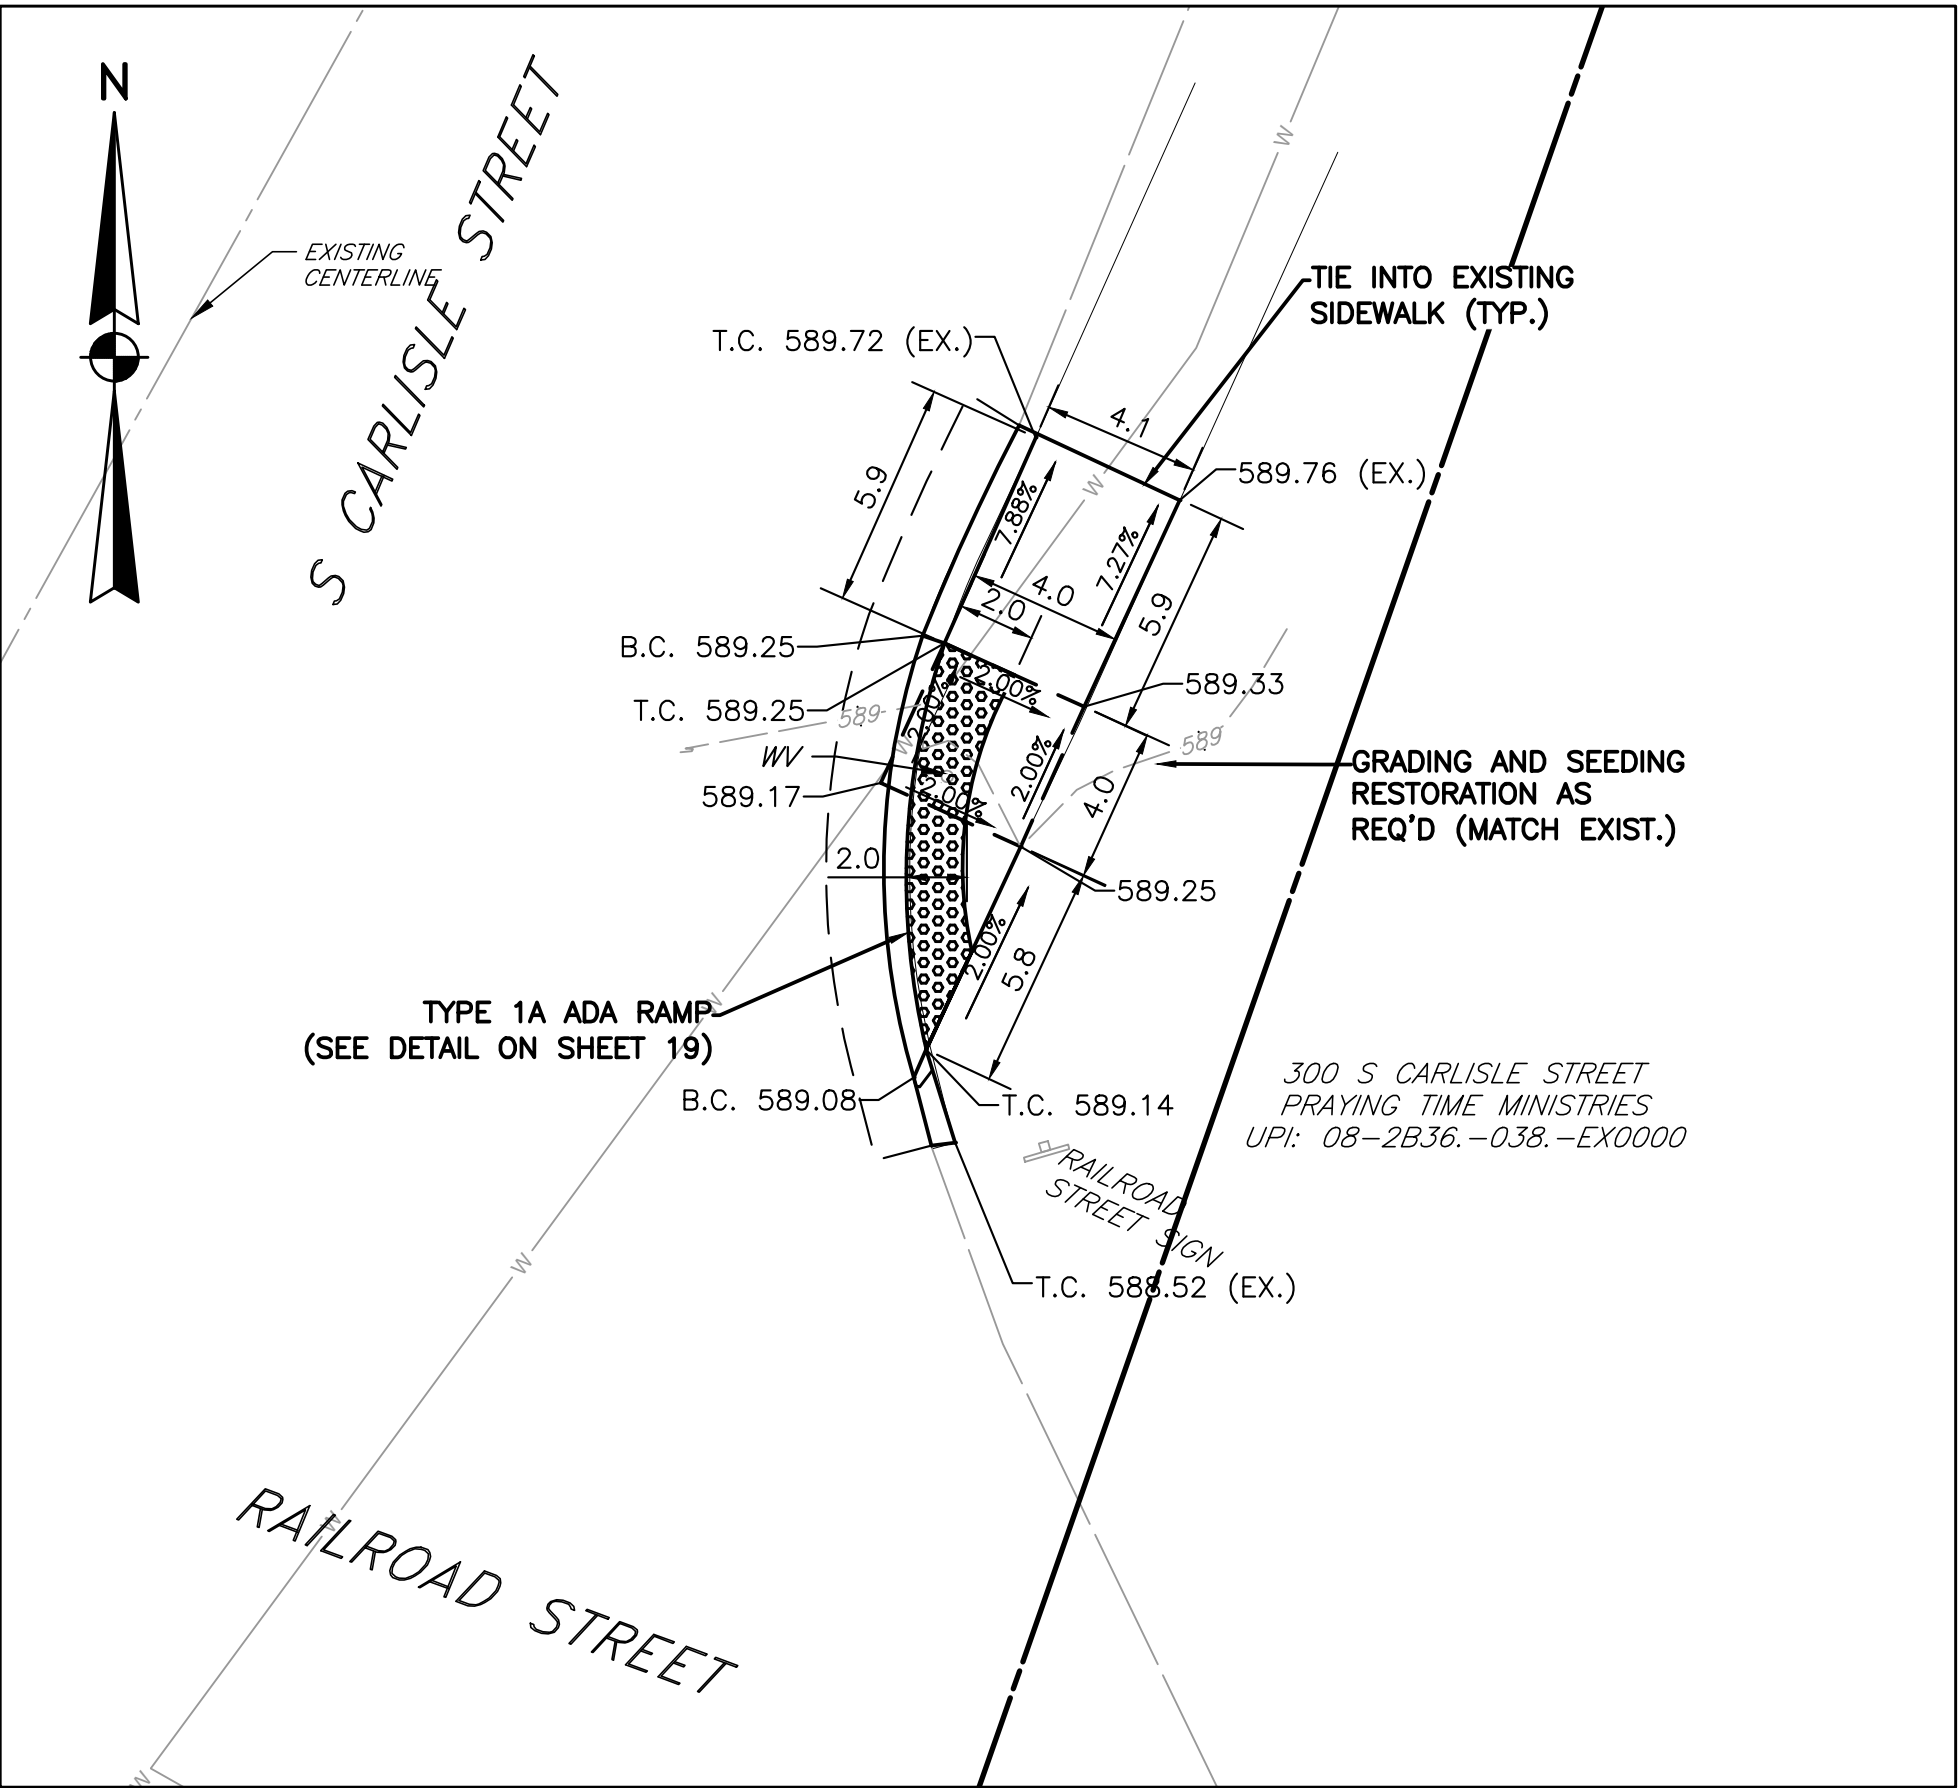 N
S CARLISLE STREET
EXISTING
CENTERLINE
TIE INTO EXISTING
SIDEWALK (TYP.)
T.C. 589.72 (EX.)
4.1
W
589.76 (EX.)
5.9
W
7.88%
7.27%
4.0
2.0
5.9
B.C. 589.25
2.00%
589.33
T.C. 589.25
589
2.00%
W
589
WV
2.00%
2.00%
589.17
4.0
GRADING AND SEEDING
RESTORATION AS
REQ'D (MATCH EXIST.)
2.0
589.25
2.00%
5.8
W
TYPE 1A ADA RAMP
(SEE DETAIL ON SHEET 19)
B.C. 589.08
T.C. 589.14
300 S CARLISLE STREET
PRAYING TIME MINISTRIES
UPI: 08-2B36.-038.-EX0000
RAILROAD
STREET SIGN
W
T.C. 588.52 (EX.)
W
RAILROAD STREET
W